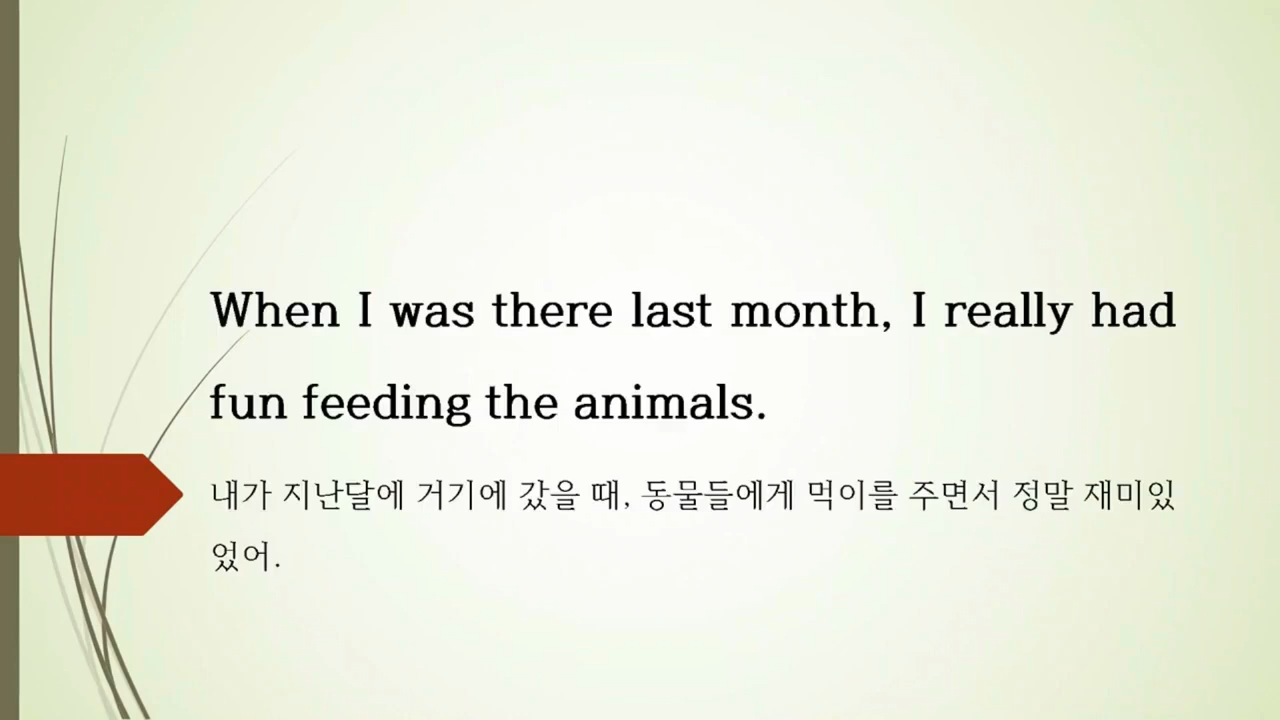 When I was there last month, I really had
fun feeding the animals.
내가 지난달에 거기에 갔을 때, 동물들에게 먹이를 주면서 정말 재미있
었어.